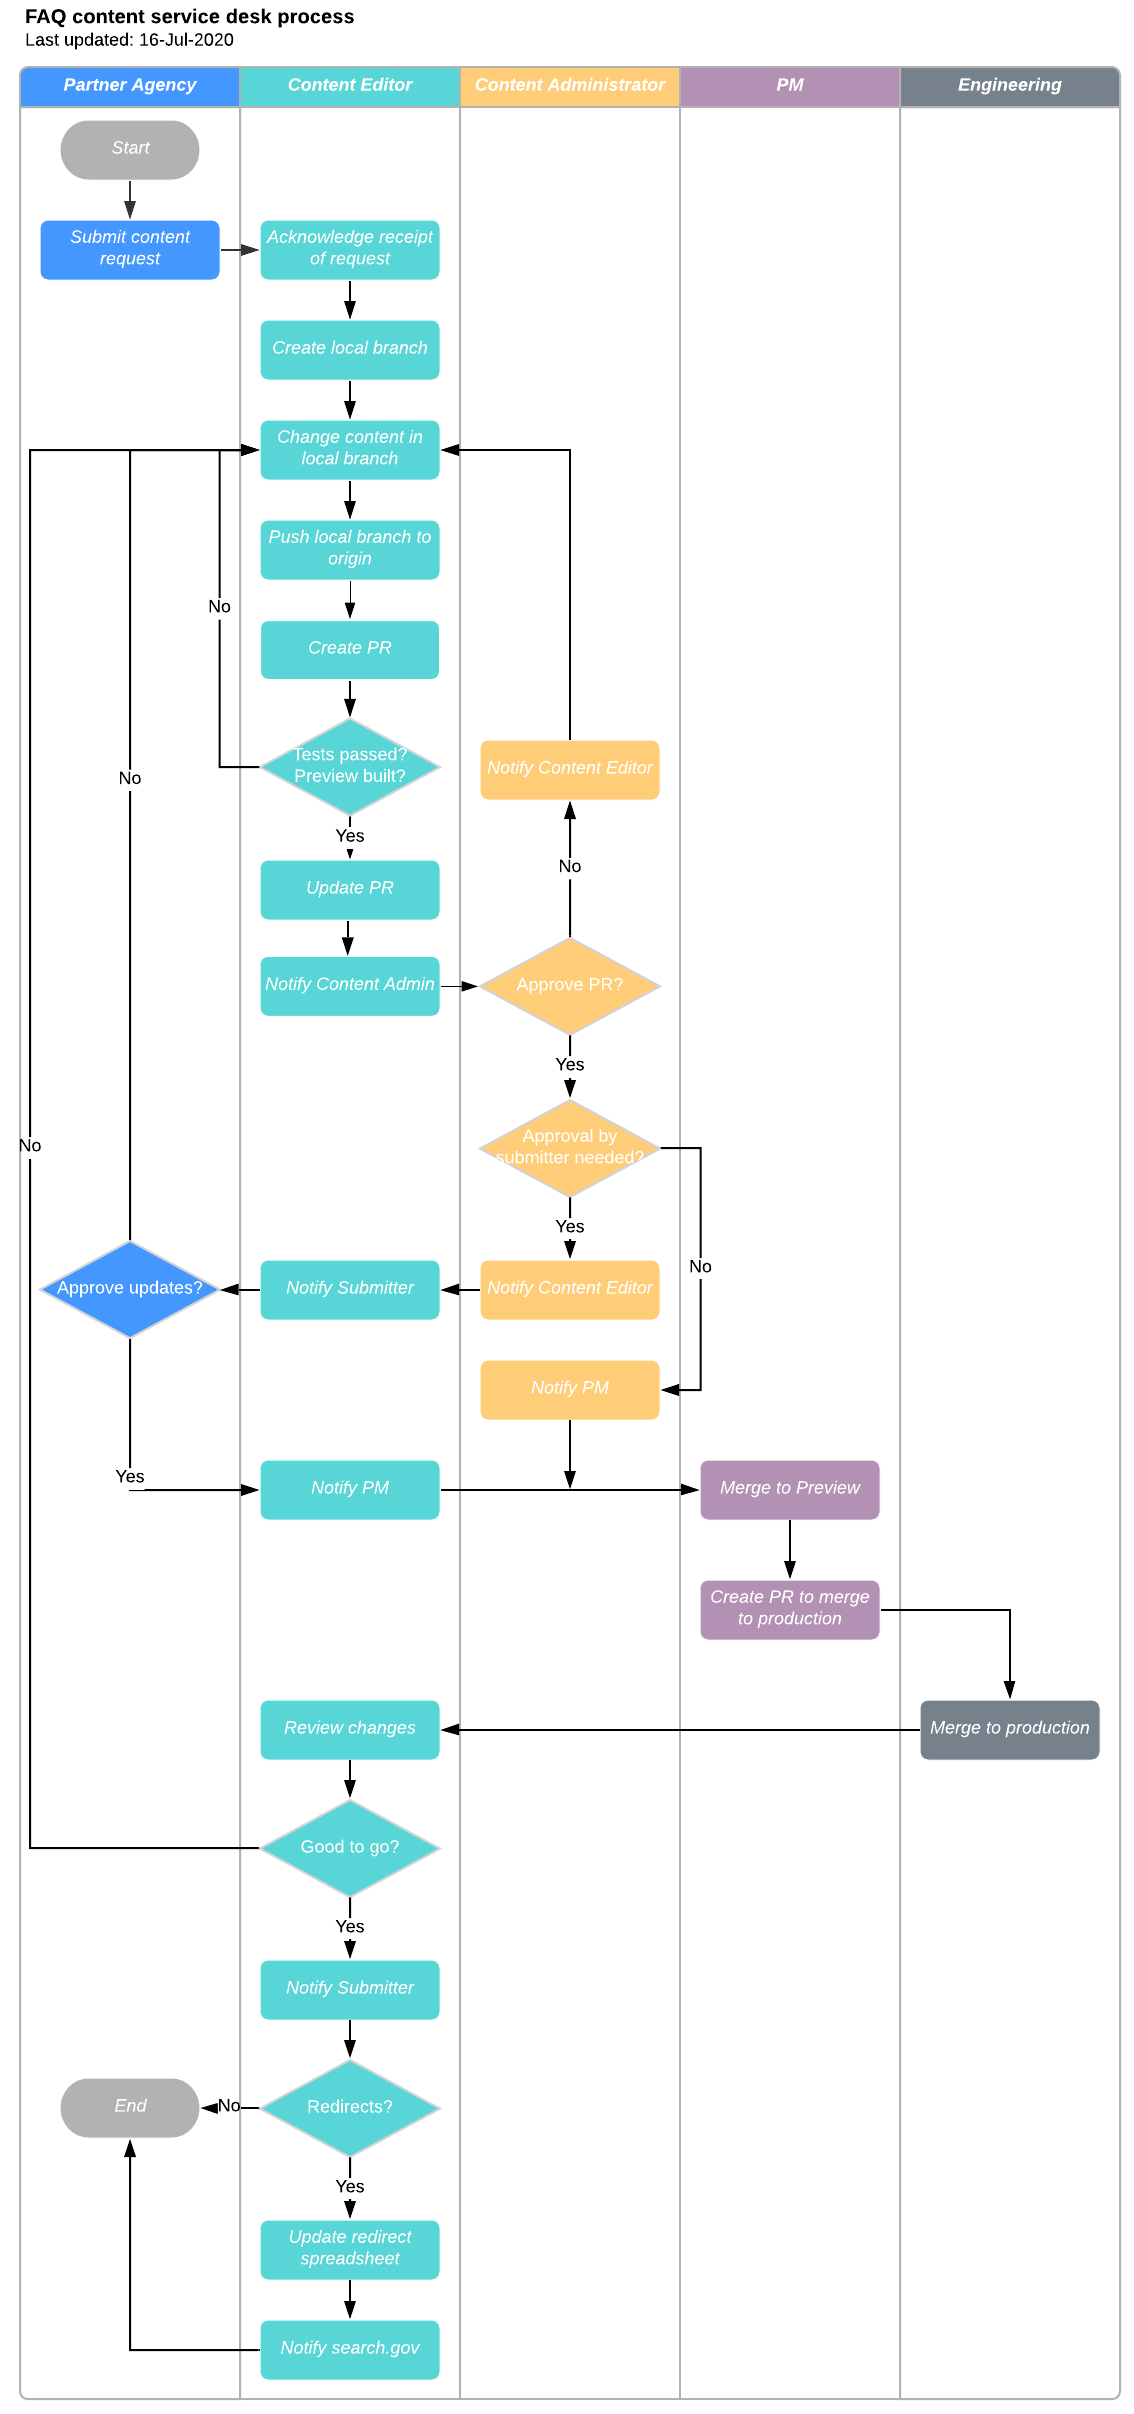 FAQ content service desk process
Last updated: 16-Jul-2020
Partner Agency
Content Editor
Content Administrator
PM
Engineering
Start
Submit content
request
Acknowledge receipt
of request
Create local branch
Change content in
local branch
Push local branch to
origin
No
Create PR
Tests passed?
Preview built?
Notify Content Editor
No
Yes
No
Update PR
Notify Content Admin
Approve PR?
Yes
Approval by
submitter needed?
No
Yes
No
Approve updates?
Notify Submitter
Notify Content Editor
Notify PM
Yes
Notify PM
Merge to Preview
Create PR to merge
to production
Review changes
Merge to production
Good to go?
Yes
Notify Submitter
End
No
Redirects?
Yes
Update redirect
spreadsheet
Notify search.gov